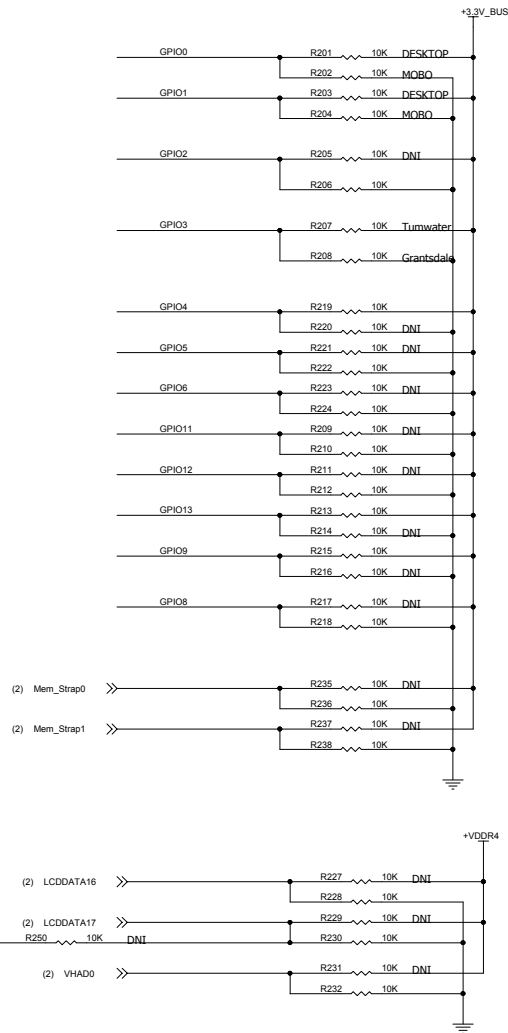 +3.3V_BUS
GPIO0 R201 10K DESKTOP
R202 10K MOBO
GPIO1 R203 10K DESKTOP
R204 10K MOBO
GPIO2 R205 10K DNI
R206 10K
GPIO3 R207 10K Tumwater
R208 10K Grantsdale
GPIO4 R219 10K
R220 10K DNI
GPIO5 R221 10K DNI
R222 10K
GPIO6 R223 10K DNI
R224 10K
GPIO11 R209 10K DNI
R210 10K
GPIO12 R211 10K DNI
R212 10K
GPIO13 R213 10K
R214 10K DNI
GPIO9 R215 10K
R216 10K DNI
GPIO8 R217 10K DNI
R218 10K
(2) Mem_Strap0 R235 10K DNI
R236 10K
(2) Mem_Strap1 R237 10K DNI
R238 10K
+VDDR4
(2) LCDDATA16 R227 10K DNI
R228 10K
(2) LCDDATA17 R229 10K DNI
R250 10K DNI R230 10K
(2) VHAD0 R231 10K DNI
R232 10K